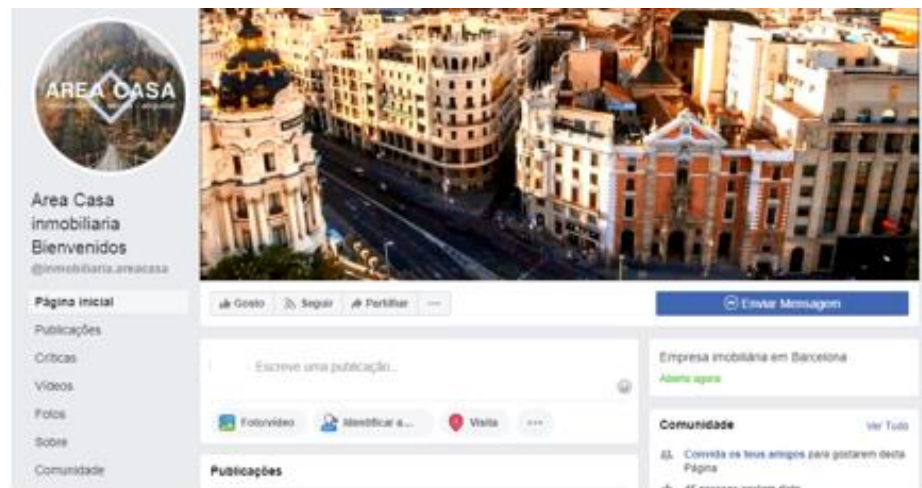 AREA CASA
Area Casa
inmobiliaria
Bienvenidos
@inmobiliaria.areacasa
Página inicial
Publicações
Críticas
Vídeos
Fotos
Sobre
Comunidade
Gosto Seguir Partilhar ...
Enviar Mensagem
Escreve uma publicação...
Foto/vídeo Identificar a... Visita ...
Publicações
Empresa imobiliária em Barcelona
Aberto agora
Comunidade Ver Tudo
Convida os teus amigos para gostarem desta
Página